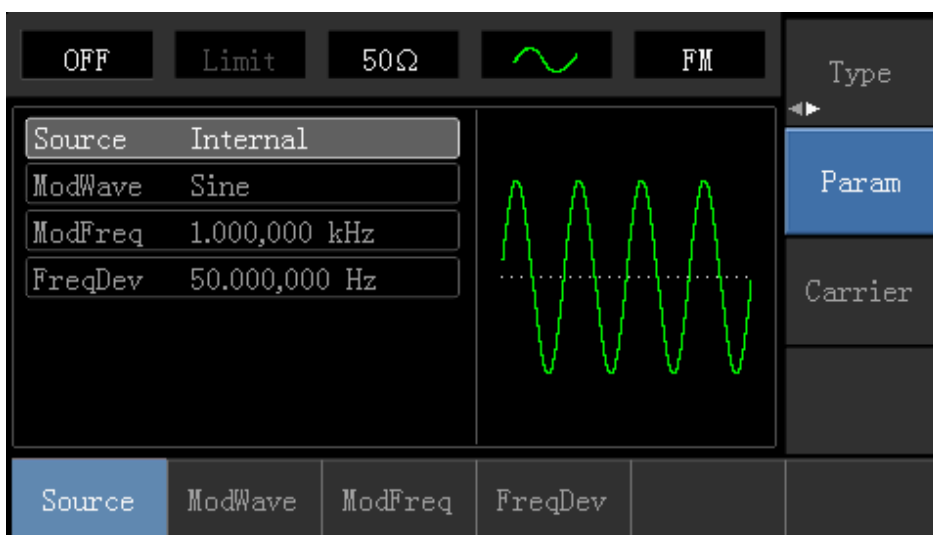 OFF Limit 50Ω FM
Type
Source Internal
ModWave Sine
ModFreq 1.000,000 kHz
FreqDev 50.000,000 Hz
Param
Carrier
Source ModWave ModFreq FreqDev